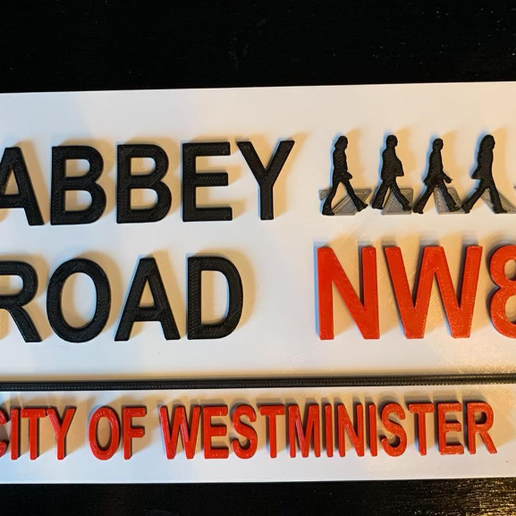 ABBEY
ROAD NW8
CITY OF WESTMINISTER